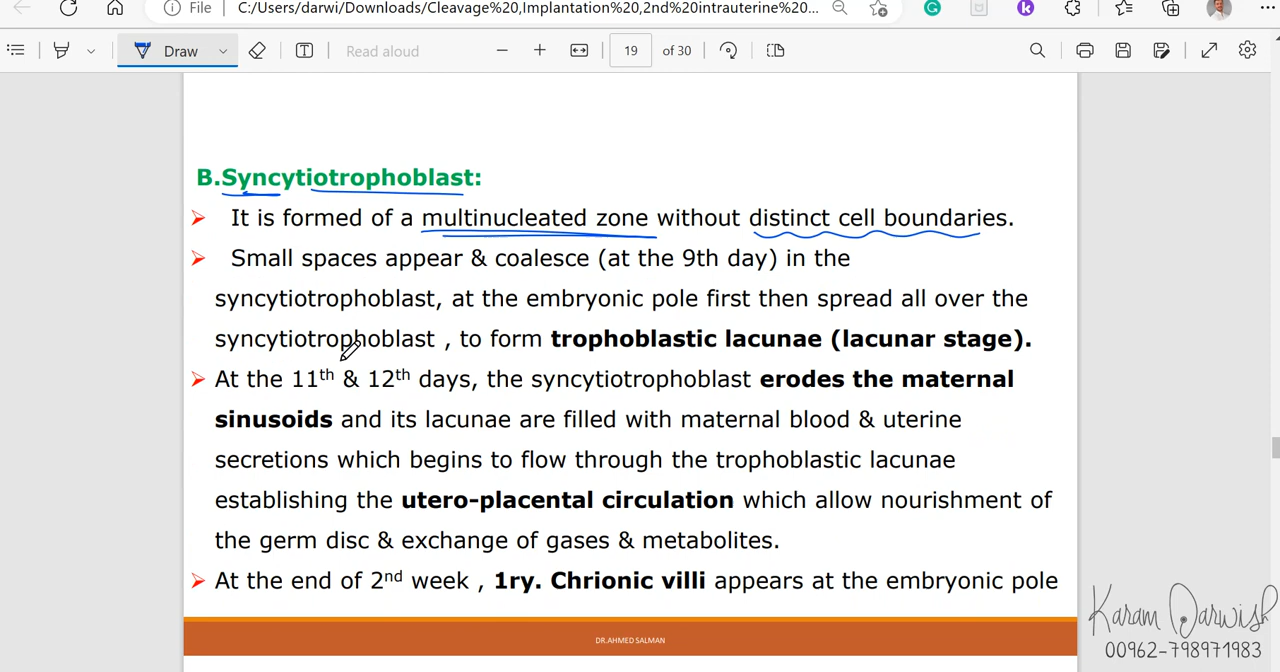 File C:/Users/darwi/Downloads/Cleavage%20,Implantation%20,2nd%20intrauterine%20...
Draw Read aloud 19 of 30
B.Syncytiotrophoblast:
It is formed of a multinucleated zone without distinct cell boundaries.
Small spaces appear & coalesce (at the 9th day) in the
syncytiotrophoblast, at the embryonic pole first then spread all over the
syncytiotrophoblast , to form trophoblastic lacunae (lacunar stage).
At the 11th & 12th days, the syncytiotrophoblast erodes the maternal
sinusoids and its lacunae are filled with maternal blood & uterine
secretions which begins to flow through the trophoblastic lacunae
establishing the utero-placental circulation which allow nourishment of
the germ disc & exchange of gases & metabolites.
At the end of 2nd week , 1ry. Chrionic villi appears at the embryonic pole
DR.AHMED SALMAN
Karam Darwish
00962-798971983